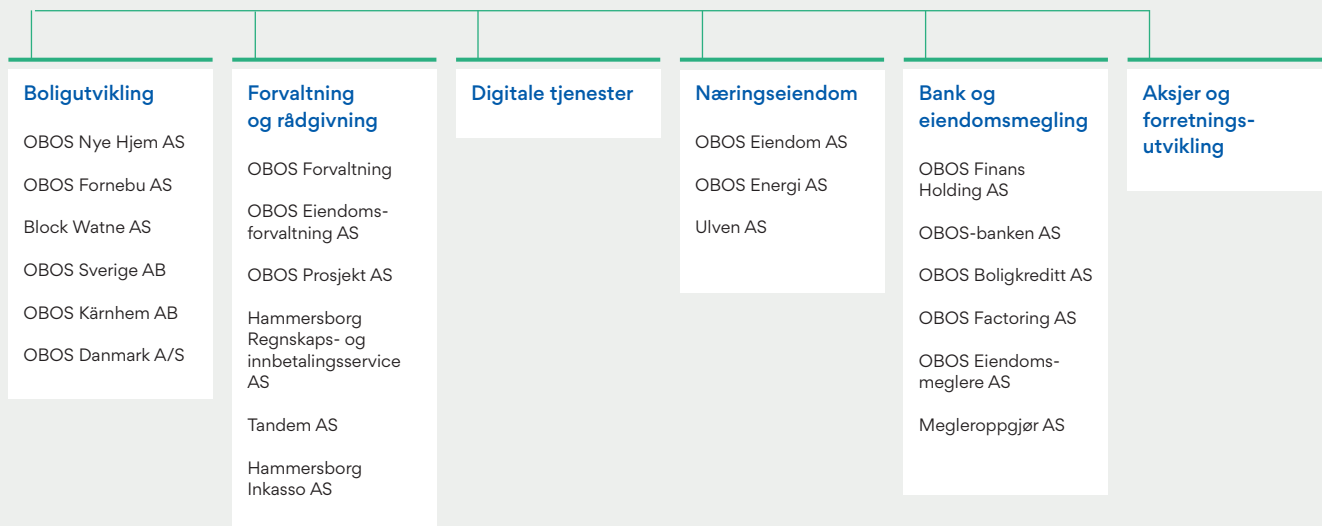 Boligutvikling
OBOS Nye Hjem AS
OBOS Fornebu AS
Block Watne AS
OBOS Sverige AB
OBOS Kärnhem AB
OBOS Danmark A/S
Forvaltning
og rådgivning
OBOS Forvaltning
OBOS Eiendoms-
forvaltning AS
OBOS Prosjekt AS
Hammersborg
Regnskaps- og
innbetalingsservice
AS
Tandem AS
Hammersborg
Inkasso AS
Digitale tjenester
Næringseiendom
OBOS Eiendom AS
OBOS Energi AS
Ulven AS
Bank og
eiendomsmegling
OBOS Finans
Holding AS
OBOS-banken AS
OBOS Boligkreditt AS
OBOS Factoring AS
OBOS Eiendoms-
meglere AS
Megleroppgjør AS
Aksjer og
forretnings-
utvikling